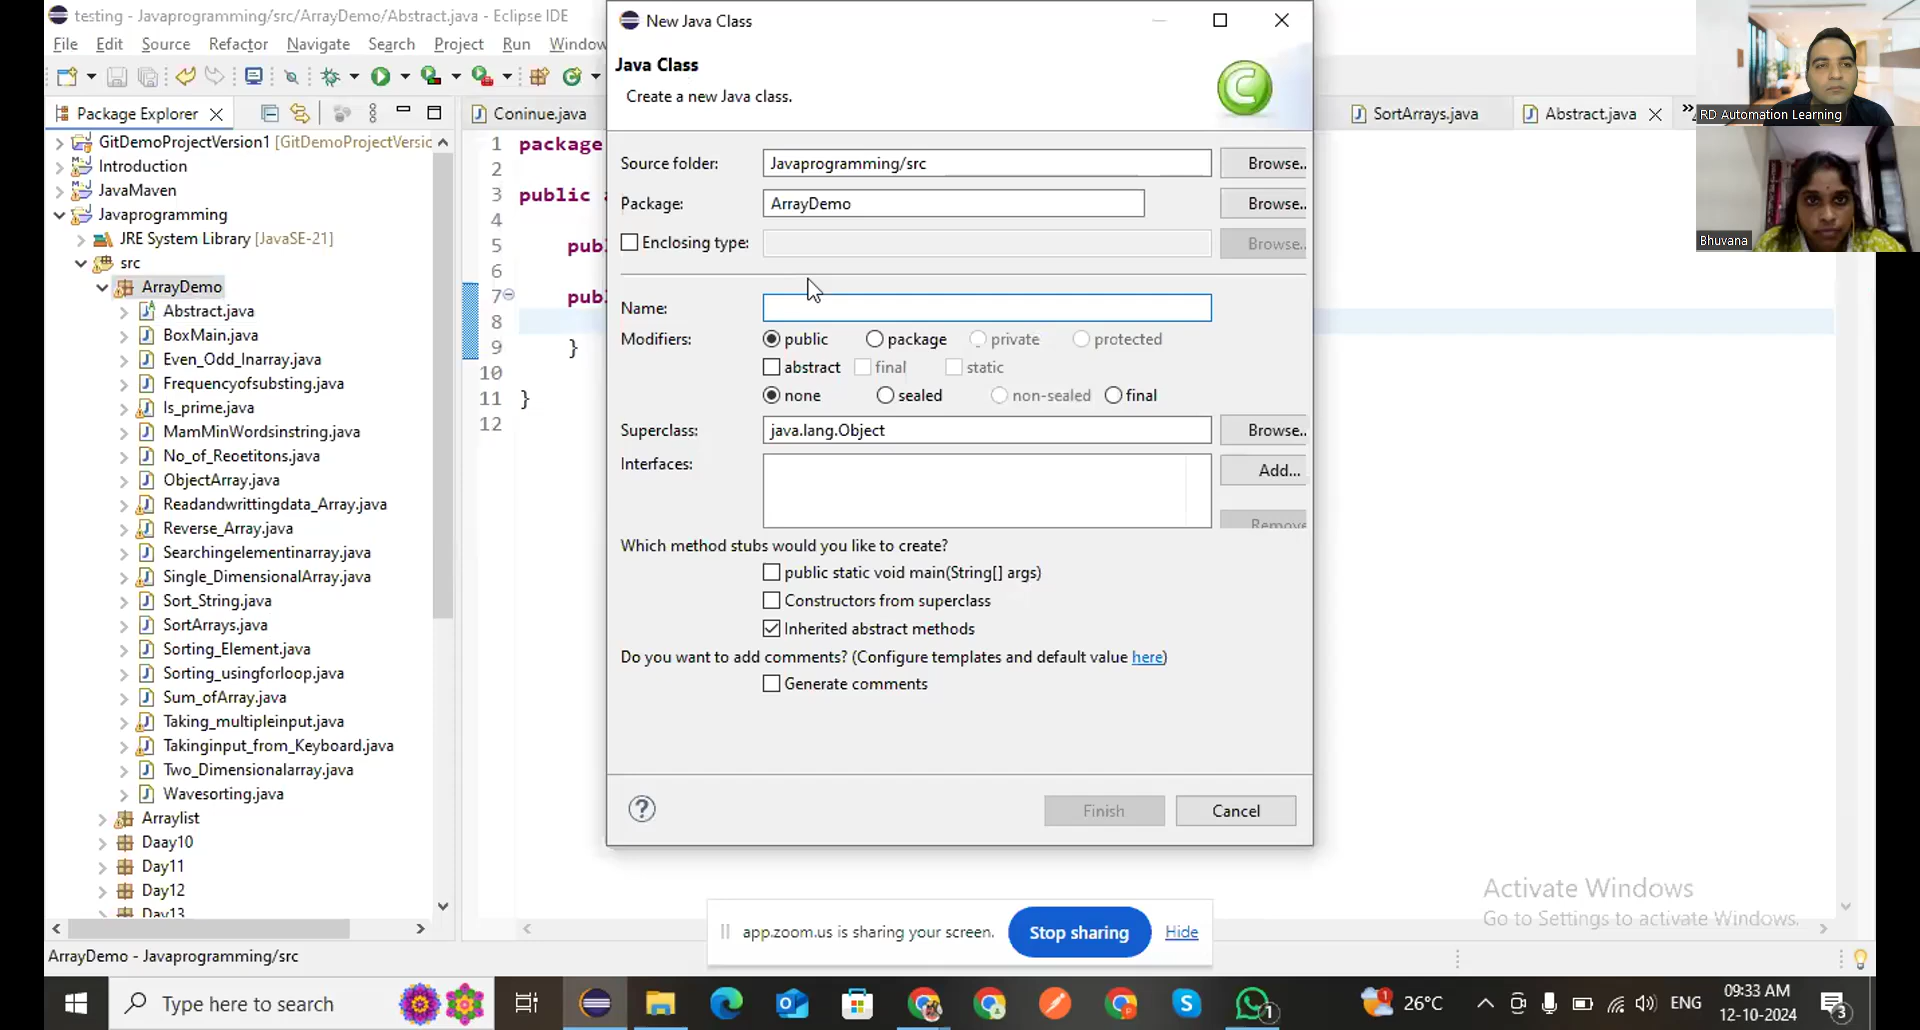 testing - Javaprogramming/src/ArrayDemo/Abstract.java - Eclipse IDE
File Edit Source Refactor Navigate Search Project Run Window
Package Explorer
GitDemoProjectVersion1 [GitDemoProjectVersic
Introduction
JavaMaven
Javaprogramming
JRE System Library [JavaSE-21]
src
ArrayDemo
Abstract.java
BoxMain.java
Even_Odd_Inarray.java
Frequencyofsubsting.java
Is_prime.java
MamMinWordsinstring.java
No_of_Reoetitons.java
ObjectArray.java
Readandwrittingdata_Array.java
Reverse_Array.java
Searchingelementinarray.java
Single_DimensionalArray.java
Sort_String.java
SortArrays.java
Sorting_Element.java
Sorting_usingforloop.java
Sum_ofArray.java
Taking_multipleinput.java
Takinginput_from_Keyboard.java
Two_Dimensionalarray.java
Wavesorting.java
Arraylist
Daay10
Day11
Day12
Day13
ArrayDemo - Javaprogramming/src
Coninue.java
SortArrays.java
Abstract.java
1 package
2
3 public a
4
5 publ
6
7 publ
8
9 }
10
11 }
12
New Java Class
Java Class
Create a new Java class.
Source folder: Javaprogramming/src Browse..
Package: ArrayDemo Browse..
Enclosing type: Browse..
Name:
Modifiers: public package private protected
abstract final static
none sealed non-sealed final
Superclass: java.lang.Object Browse..
Interfaces: Add...
Remove
Which method stubs would you like to create?
public static void main(String[] args)
Constructors from superclass
Inherited abstract methods
Do you want to add comments? (Configure templates and default value here)
Generate comments
? Finish Cancel
RD Automation Learning
Bhuvana
Activate Windows
Go to Settings to activate Windows.
app.zoom.us is sharing your screen. Stop sharing Hide
Type here to search
1
1
26°C
ENG
09:33 AM
12-10-2024
3